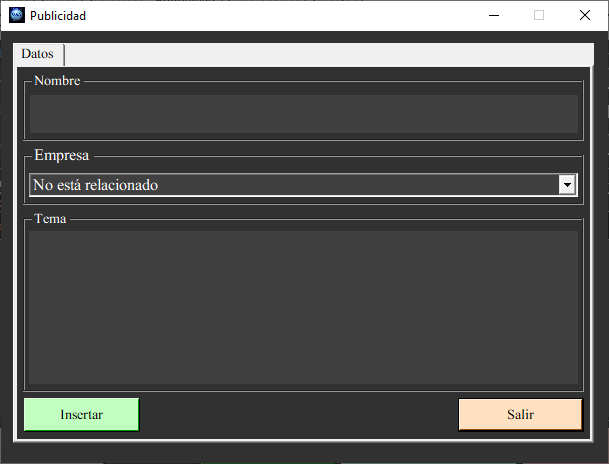 Publicidad
Datos
Nombre
Empresa
No está relacionado
Tema
Insertar
Salir